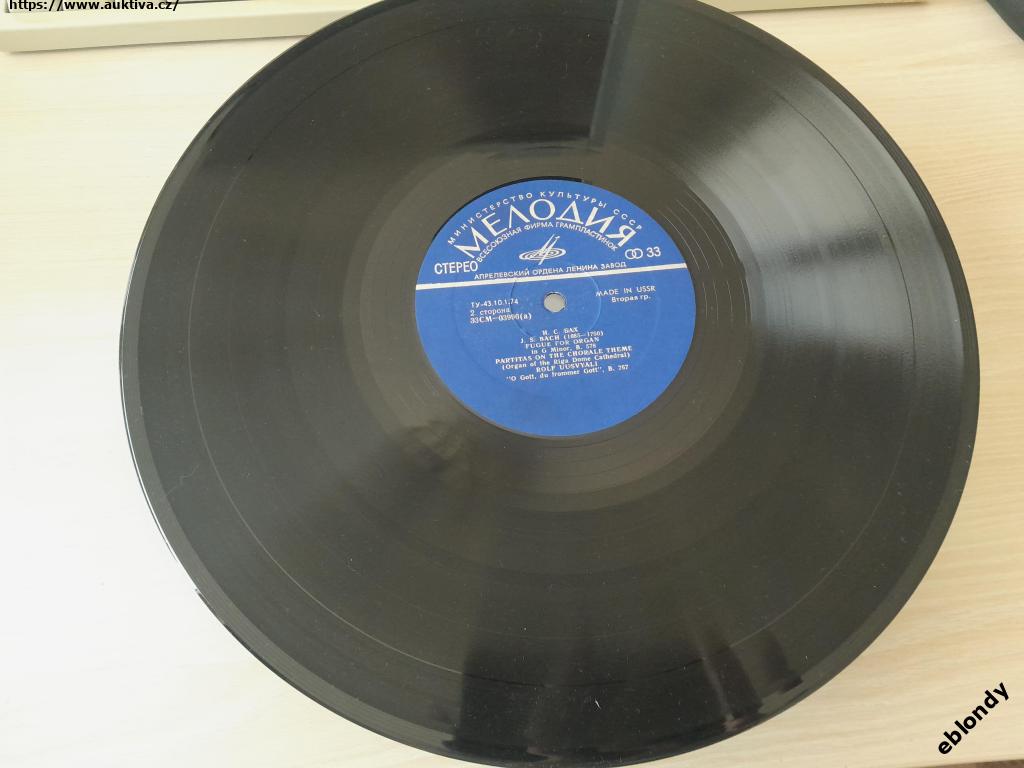 https://www.auktiva.cz/
МИНИСТЕРСТВО КУЛЬТУРЫ СССР
МЕЛОДИЯ
ВСЕСОЮЗНАЯ ФИРМА ГРАМПЛАСТИНОК
СТЕРЕО
33
АПРЕЛЕВСКИЙ ОРДЕНА ЛЕНИНА ЗАВОД
ТУ-43.10.1.74
MADE IN USSR
2 сторона
Вторая гр.
33СМ—03996(а)
И. С. БАХ
J. S. BACH (1685—1750)
FUGUE FOR ORGAN
in G Minor, B. 578
PARTITAS ON THE CHORALE THEME
(Organ of the Riga Dome Cathedral)
ROLF UUSVYALI
"O Gott, du frommer Gott", B. 767
eblondy